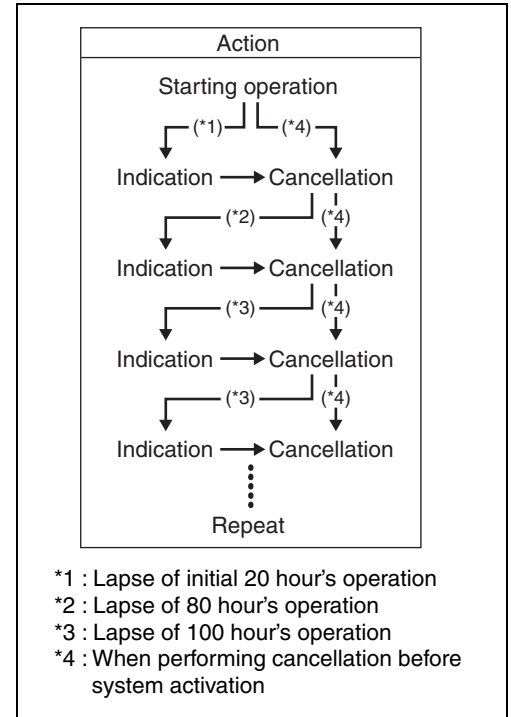 Action
Starting operation
(*1) (*4)
Indication Cancellation
(*2) (*4)
Indication Cancellation
(*3) (*4)
Indication Cancellation
(*3) (*4)
Indication Cancellation
Repeat
*1 : Lapse of initial 20 hour's operation
*2 : Lapse of 80 hour's operation
*3 : Lapse of 100 hour's operation
*4 : When performing cancellation before
system activation